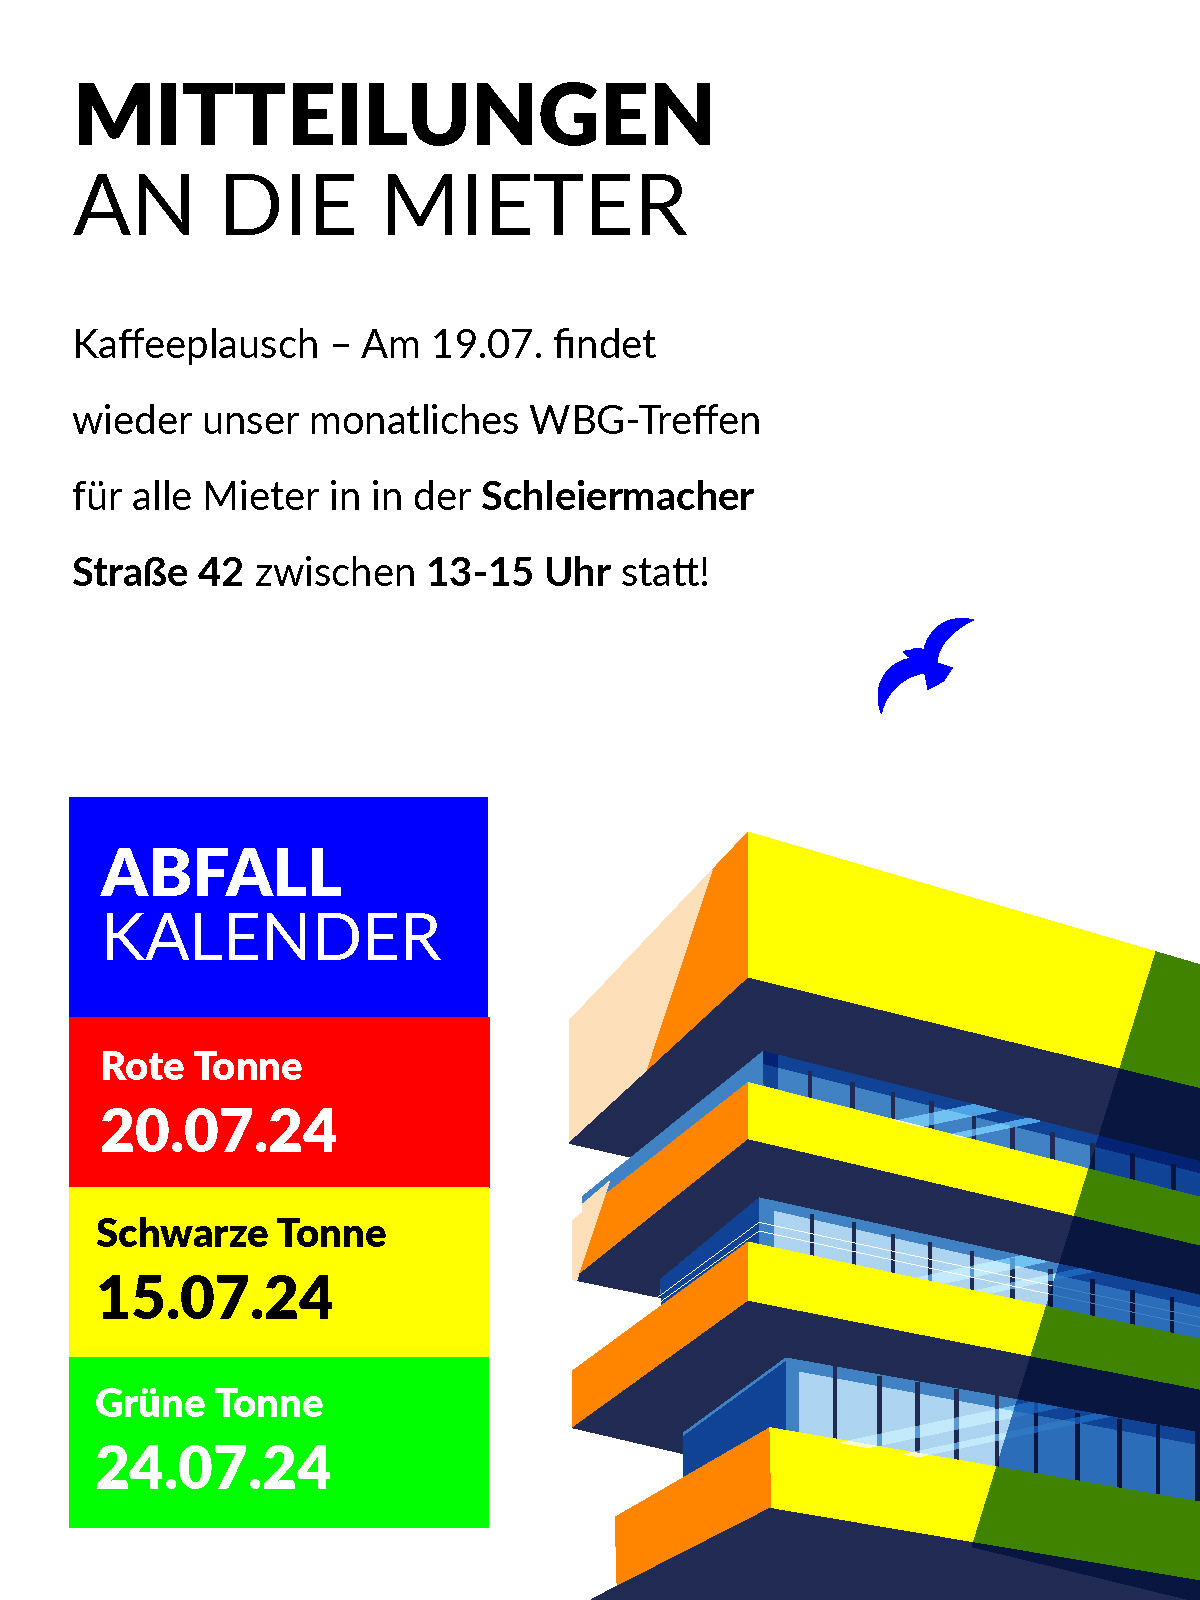 MITTEILUNGEN
AN DIE MIETER
Kaffeeplausch – Am 19.07. findet
wieder unser monatliches WBG-Treffen
für alle Mieter in in der Schleiermacher
Straße 42 zwischen 13-15 Uhr statt!
ABFALL
KALENDER
Rote Tonne
20.07.24
Schwarze Tonne
15.07.24
Grüne Tonne
24.07.24